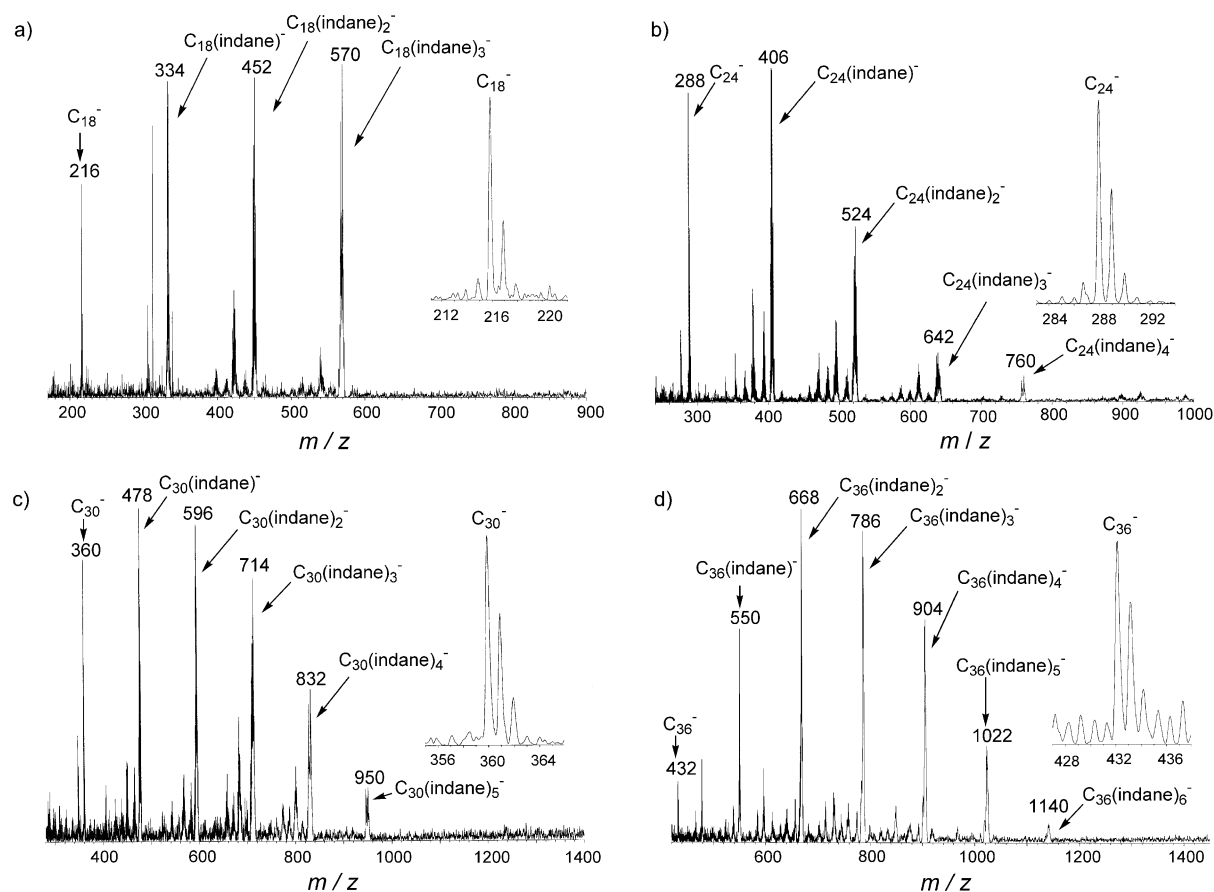 a)
C18(indane)-
C18(indane)2-
C18(indane)3-
C18-
216
334
452
570
C18-
212 216 220
200 300 400 500 600 700 800 900
m / z
b)
288
C24-
406
C24(indane)-
524
C24(indane)2-
C24(indane)3-
642
760
C24(indane)4-
C24-
284 288 292
300 400 500 600 700 800 900 1000
m / z
c)
C30-
360
478
C30(indane)-
596
C30(indane)2-
714
C30(indane)3-
832
C30(indane)4-
950
C30(indane)5-
C30-
356 360 364
400 600 800 1000 1200 1400
m / z
d)
C36-
432
C36(indane)-
550
668
C36(indane)2-
786
C36(indane)3-
904
C36(indane)4-
C36(indane)5-
1022
1140
C36(indane)6-
C36-
428 432 436
600 800 1000 1200 1400
m / z